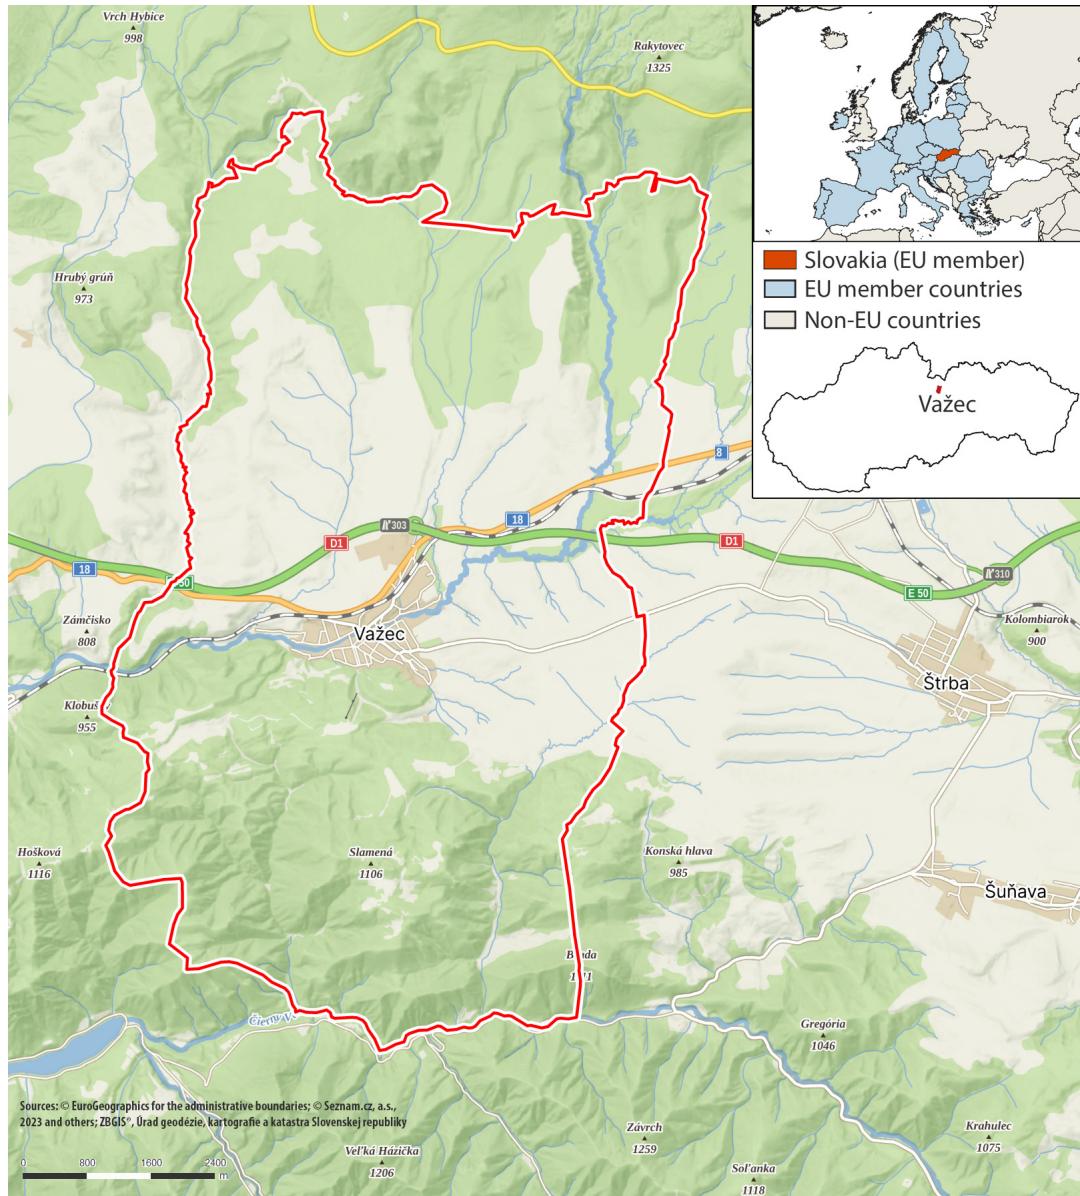 Vrch Hybice
998
Rakytovec
1325
Hrubý grúň
973
Slovakia (EU member)
EU member countries
Non-EU countries
Važec
8
18
303
D1
18
D1
310
E 50
50
Zámčisko
808
Važec
Kolombiarok
900
Štrba
955
Hošková
1116
Slamená
1106
Konská hlava
985
Šuňava
Čierny V
Gregória
1046
Sources: © EuroGeographics for the administrative boundaries; © Seznam.cz, a.s.,
2023 and others; ZBGIS®, Úrad geodézie, kartografie a katastra Slovenskej republiky
Závrch
1259
Krahulec
1075
Veľká Házička
1206
Soľanka
1118
0 800 1600 2400 m